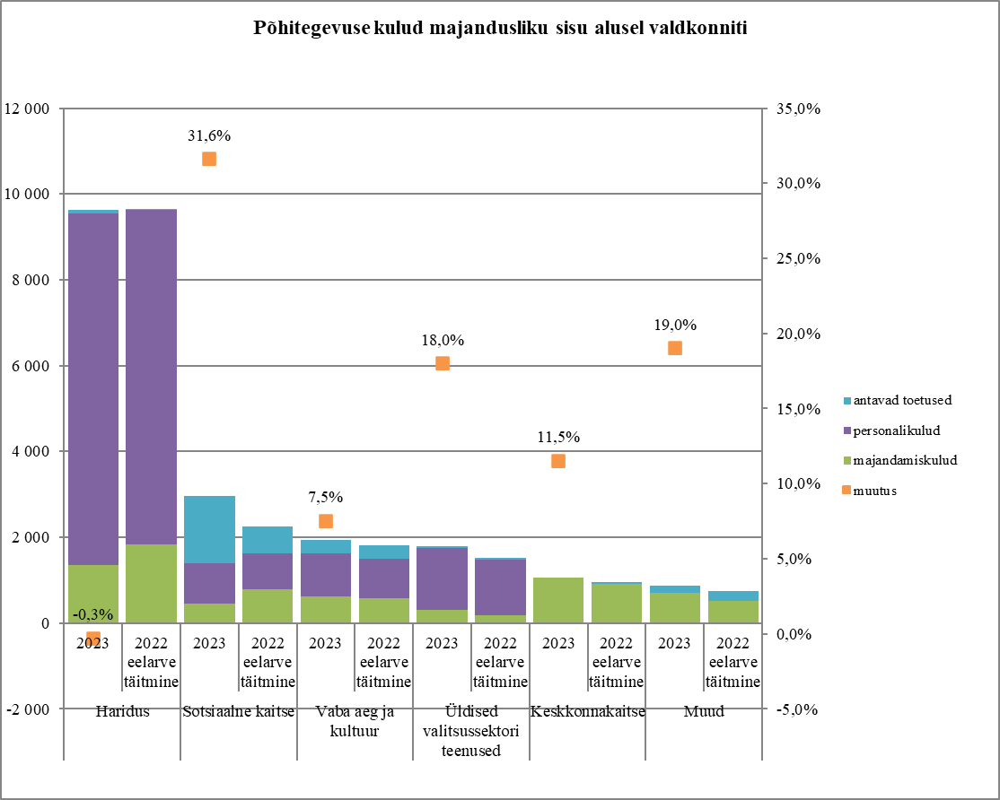 Põhitegevuse kulud majandusliku sisu alusel valdkonniti
12 000
10 000
8 000
6 000
4 000
2 000
0
-2 000
35,0%
30,0%
25,0%
20,0%
15,0%
10,0%
5,0%
0,0%
-5,0%
-0,3%
31,6%
7,5%
18,0%
11,5%
19,0%
2023
2022
eelarve
täitmine
2023
2022
eelarve
täitmine
2023
2022
eelarve
täitmine
2023
2022
eelarve
täitmine
2023
2022
eelarve
täitmine
2023
2022
eelarve
täitmine
Haridus
Sotsiaalne kaitse
Vaba aeg ja
kultuur
Üldised
valitsussektori
teenused
Keskkonnakaitse
Muud
antavad toetused
personalikulud
majandamiskulud
muutus